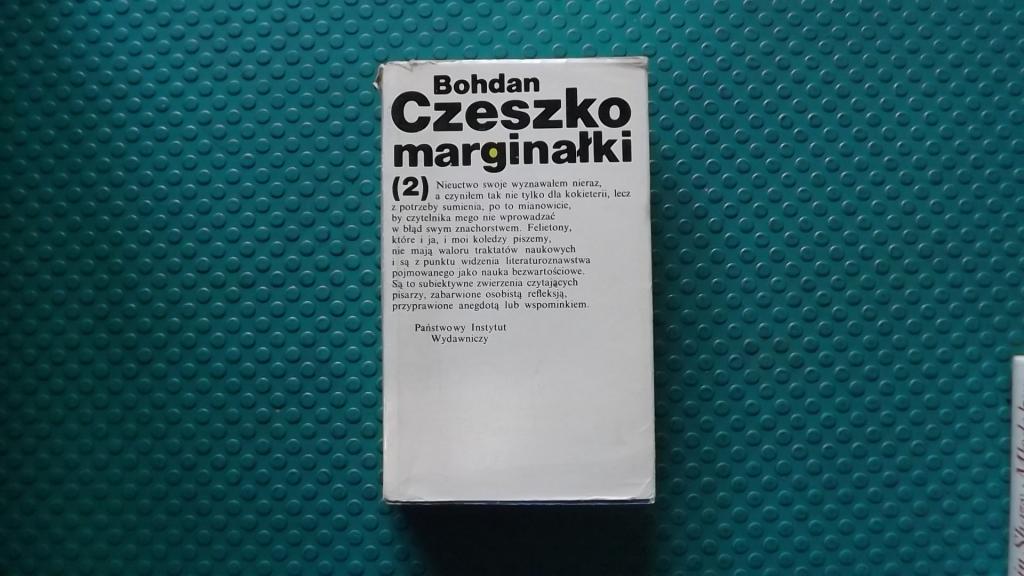 Bohdan
Czeszko
marginałki
(2) Nieuctwo swoje wyznawałem nieraz,
a czyniłem tak nie tylko dla kokieterii, lecz
z potrzeby sumienia, po to mianowicie,
by czytelnika mego nie wprowadzać
w błąd swym znachorstwem. Felietony,
które i ja, i moi koledzy piszemy,
nie mają waloru traktatów naukowych
i są z punktu widzenia literaturoznawstwa
pojmowanego jako nauka bezwartościowe.
Są to subiektywne zwierzenia czytających
pisarzy, zabarwione osobistą refleksją,
przyprawione anegdotą lub wspominkiem.
Państwowy Instytut
Wydawniczy